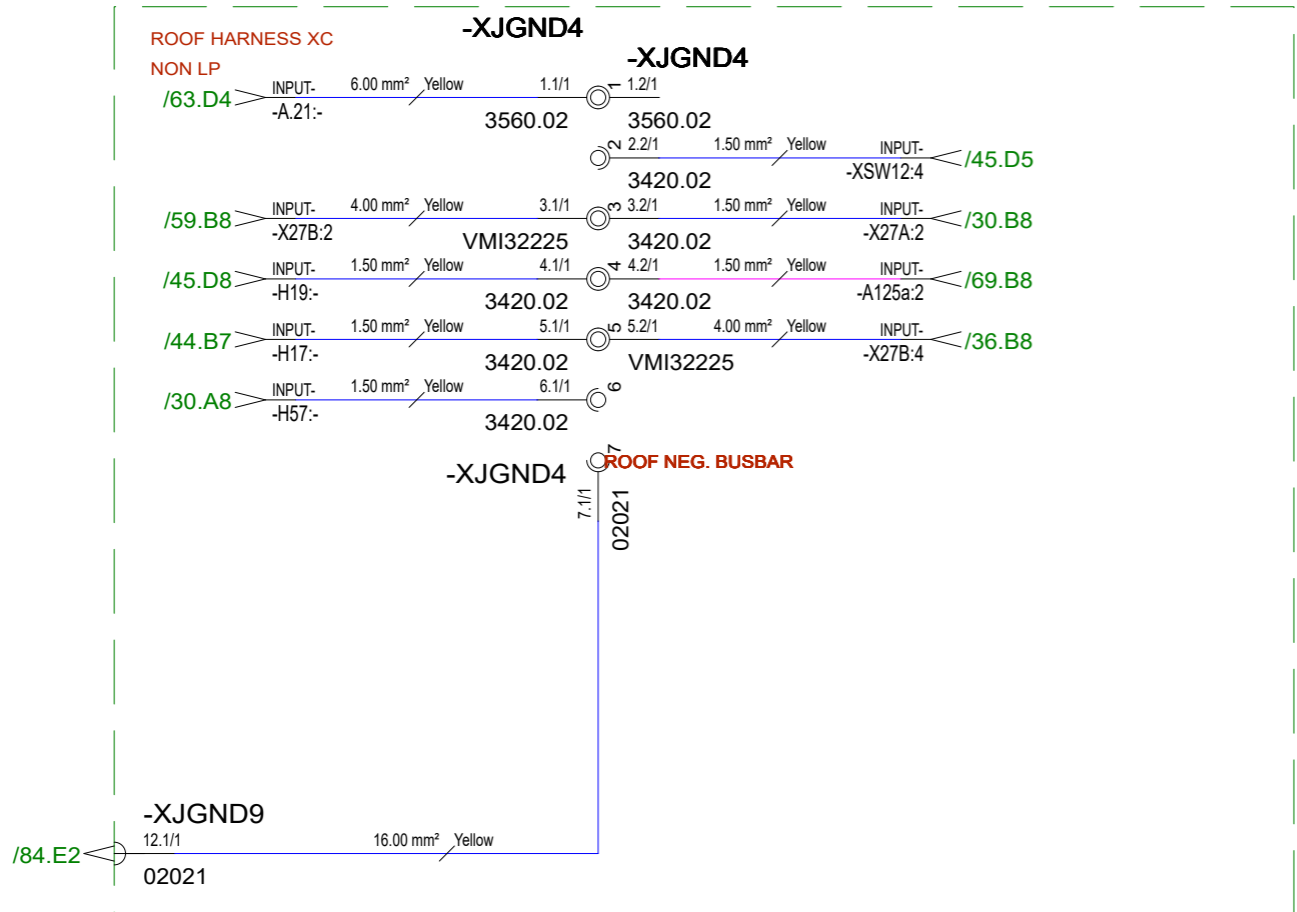 -XJGND4
ROOF HARNESS XC
-XJGND4
NON LP
/63.D4 INPUT- 6.00 mm² Yellow 1.1/1 1 1.2/1
-A.21:- 3560.02 3560.02
2 2.2/1 1.50 mm² Yellow INPUT- /45.D5
3420.02 -XSW12:4
/59.B8 INPUT- 4.00 mm² Yellow 3.1/1 3 3.2/1 1.50 mm² Yellow INPUT- /30.B8
-X27B:2 VMI32225 3420.02 -X27A:2
/45.D8 INPUT- 1.50 mm² Yellow 4.1/1 4 4.2/1 1.50 mm² Yellow INPUT- /69.B8
-H19:- 3420.02 3420.02 -A125a:2
/44.B7 INPUT- 1.50 mm² Yellow 5.1/1 5 5.2/1 4.00 mm² Yellow INPUT- /36.B8
-H17:- 3420.02 VMI32225 -X27B:4
/30.A8 INPUT- 1.50 mm² Yellow 6.1/1 6
-H57:- 3420.02
-XJGND4 7 ROOF NEG. BUSBAR
7.1/1 02021
-XJGND9
/84.E2 12.1/1 16.00 mm² Yellow
02021